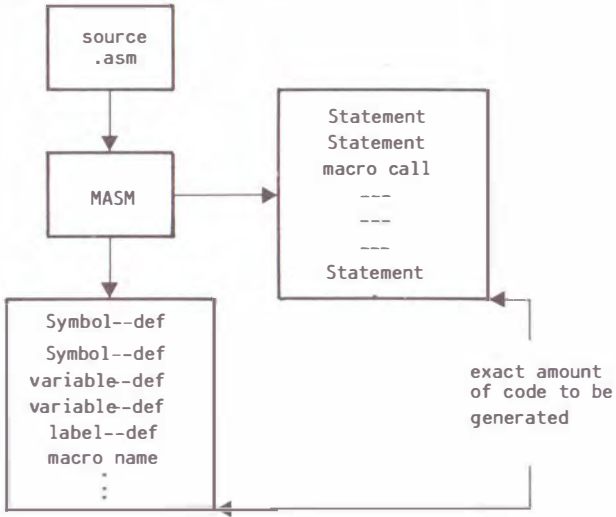 source
.asm
MASM
Statement
Statement
macro call
---
---
---
Statement
Symbol--def
Symbol--def
variable--def
variable--def
label--def
macro name
⋮
exact amount
of code to be
generated